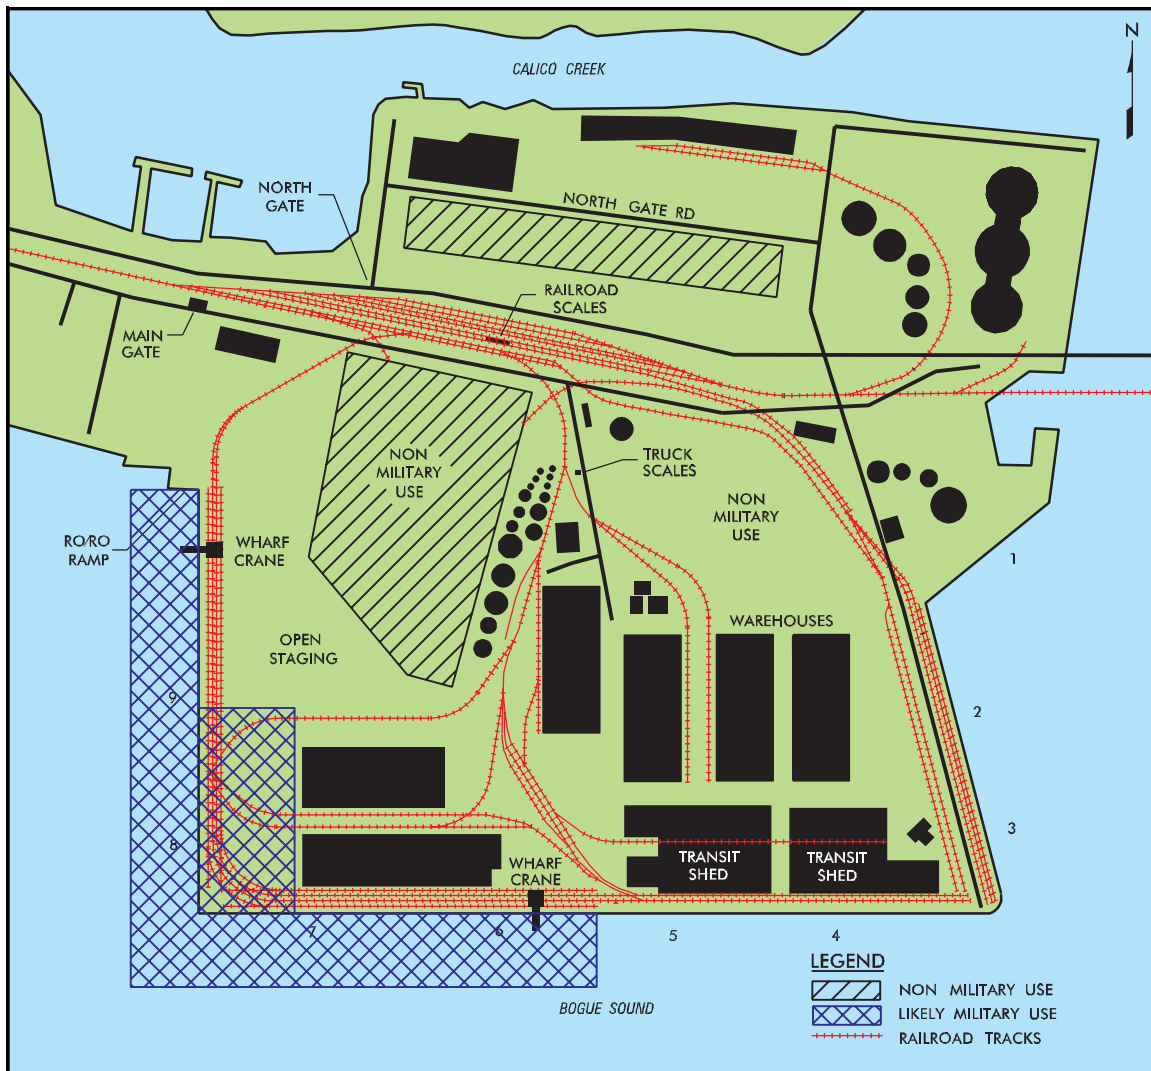 N
CALICO CREEK
NORTH
GATE
NORTH GATE RD
RAILROAD
SCALES
MAIN
GATE
NON
MILITARY
USE
TRUCK
SCALES
NON
MILITARY
USE
RO/RO
RAMP
WHARF
CRANE
1
WAREHOUSES
OPEN
STAGING
9
2
8
3
WHARF
CRANE
TRANSIT
SHED
TRANSIT
SHED
7
6
5
4
LEGEND
NON MILITARY USE
LIKELY MILITARY USE
RAILROAD TRACKS
BOGUE SOUND